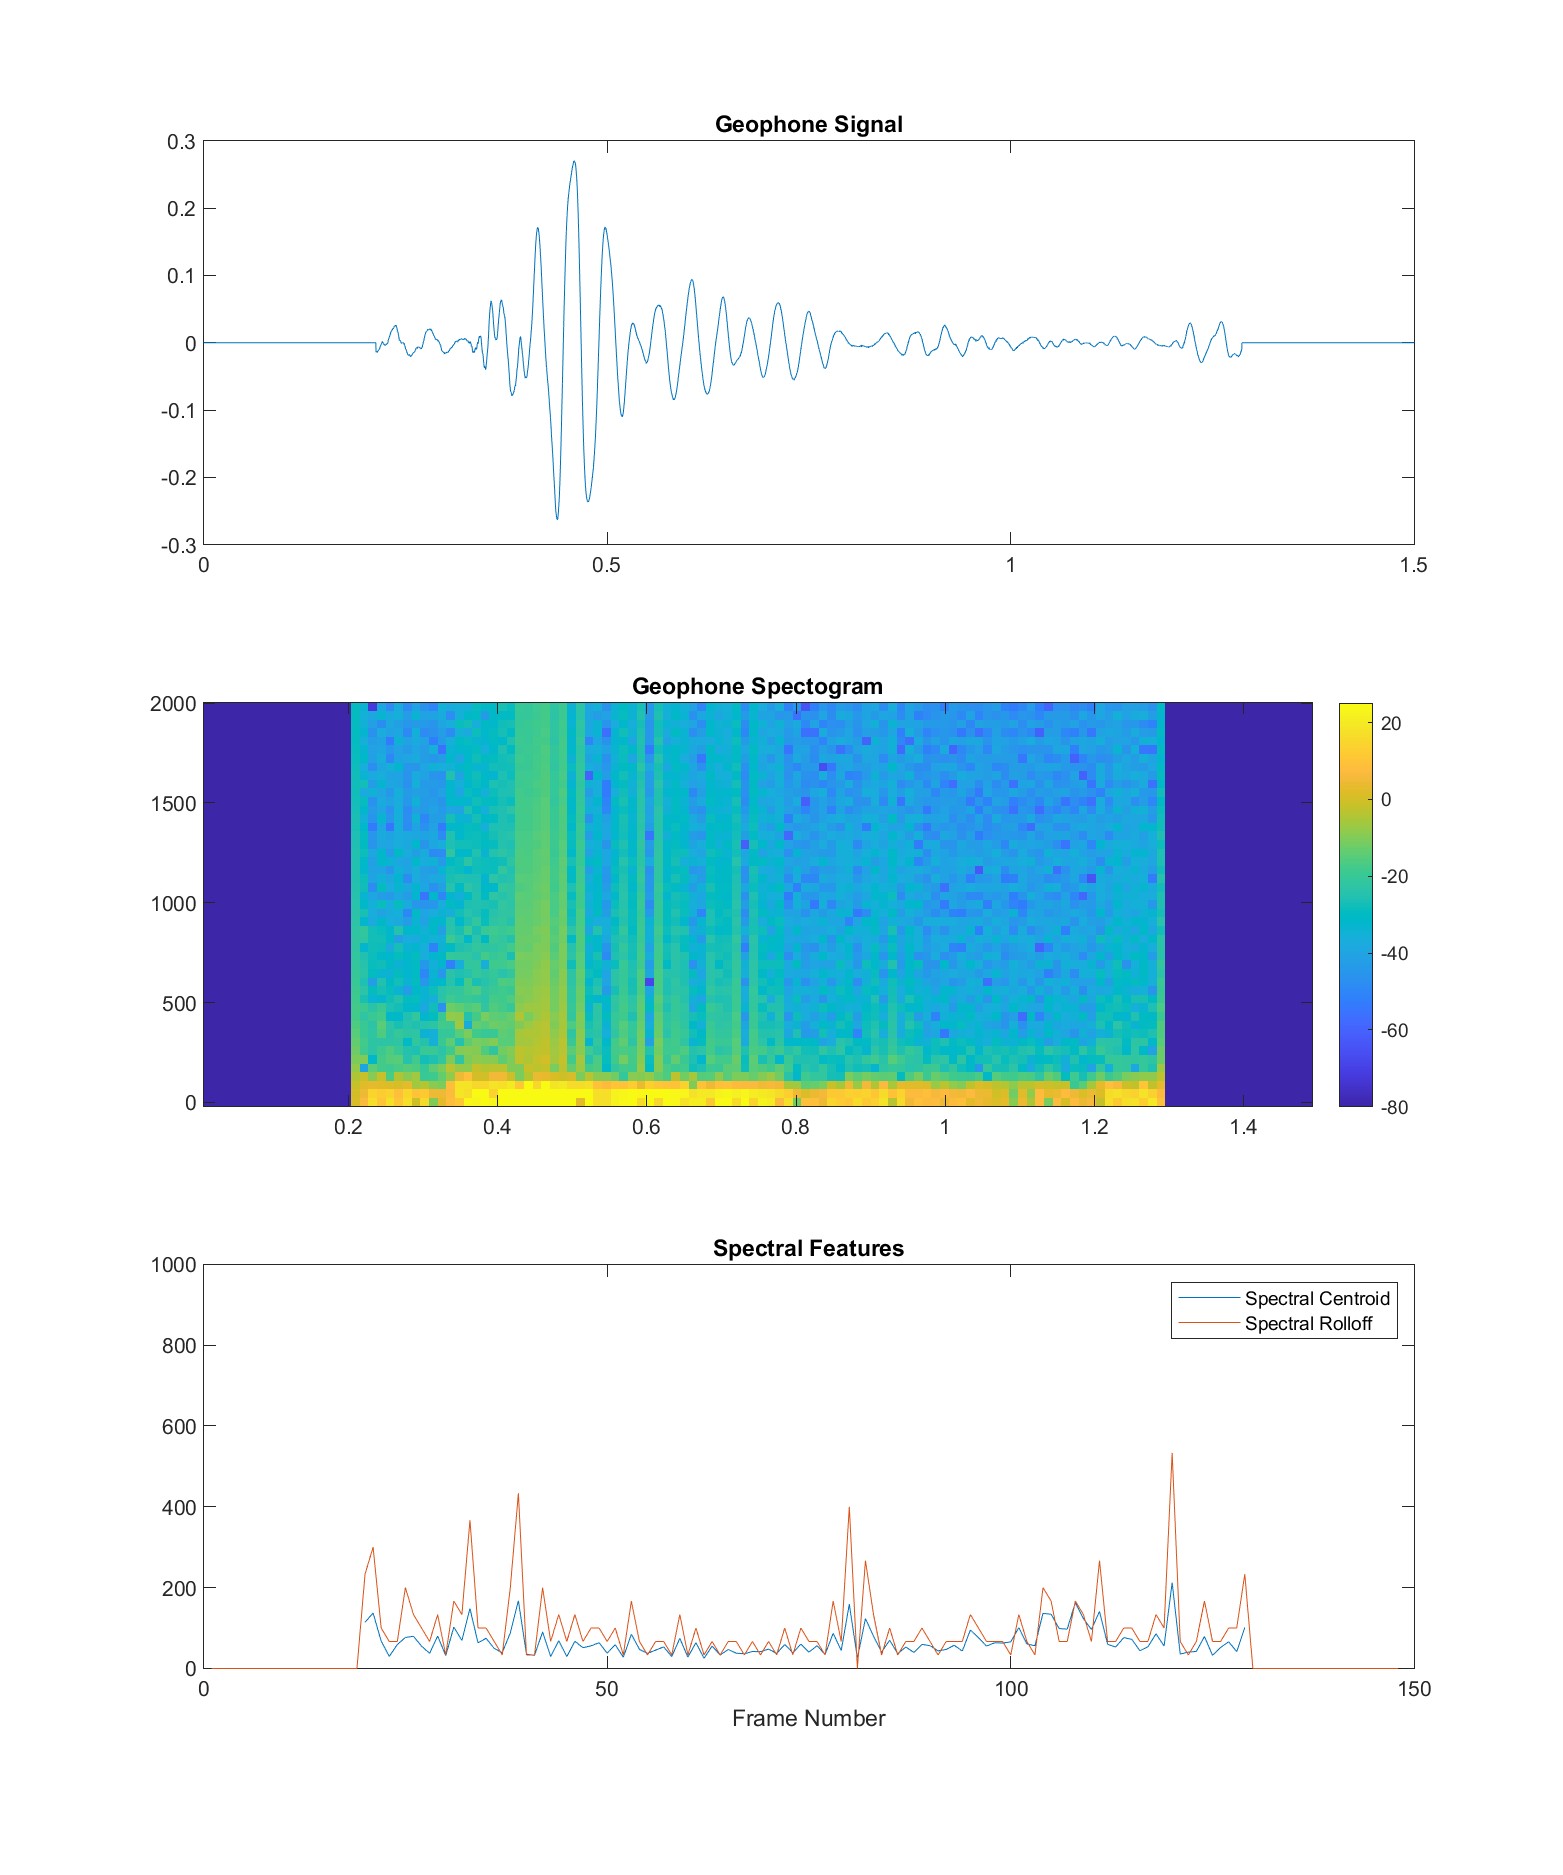 Geophone Signal
0.3
0.2
0.1
0
-0.1
-0.2
-0.3
0 0.5 1 1.5
Geophone Spectogram
2000
1500
1000
500
0
0.2 0.4 0.6 0.8 1 1.2 1.4
20
0
-20
-40
-60
-80
Spectral Features
1000
800
600
400
200
0
Spectral Centroid
Spectral Rolloff
0 50 100 150
Frame Number